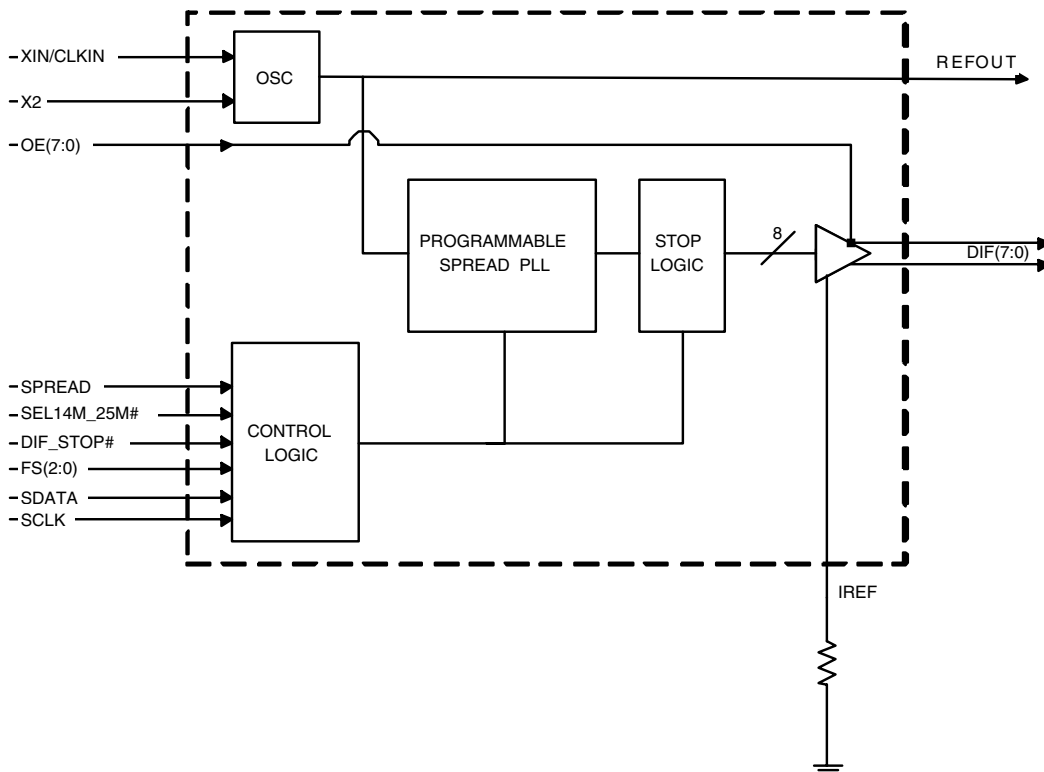 XIN/CLKIN
OSC
REFOUT
X2
OE(7:0)
PROGRAMMABLE
SPREAD PLL
STOP
LOGIC
8
DIF(7:0)
SPREAD
SEL14M_25M#
DIF_STOP#
FS(2:0)
SDATA
SCLK
CONTROL
LOGIC
IREF